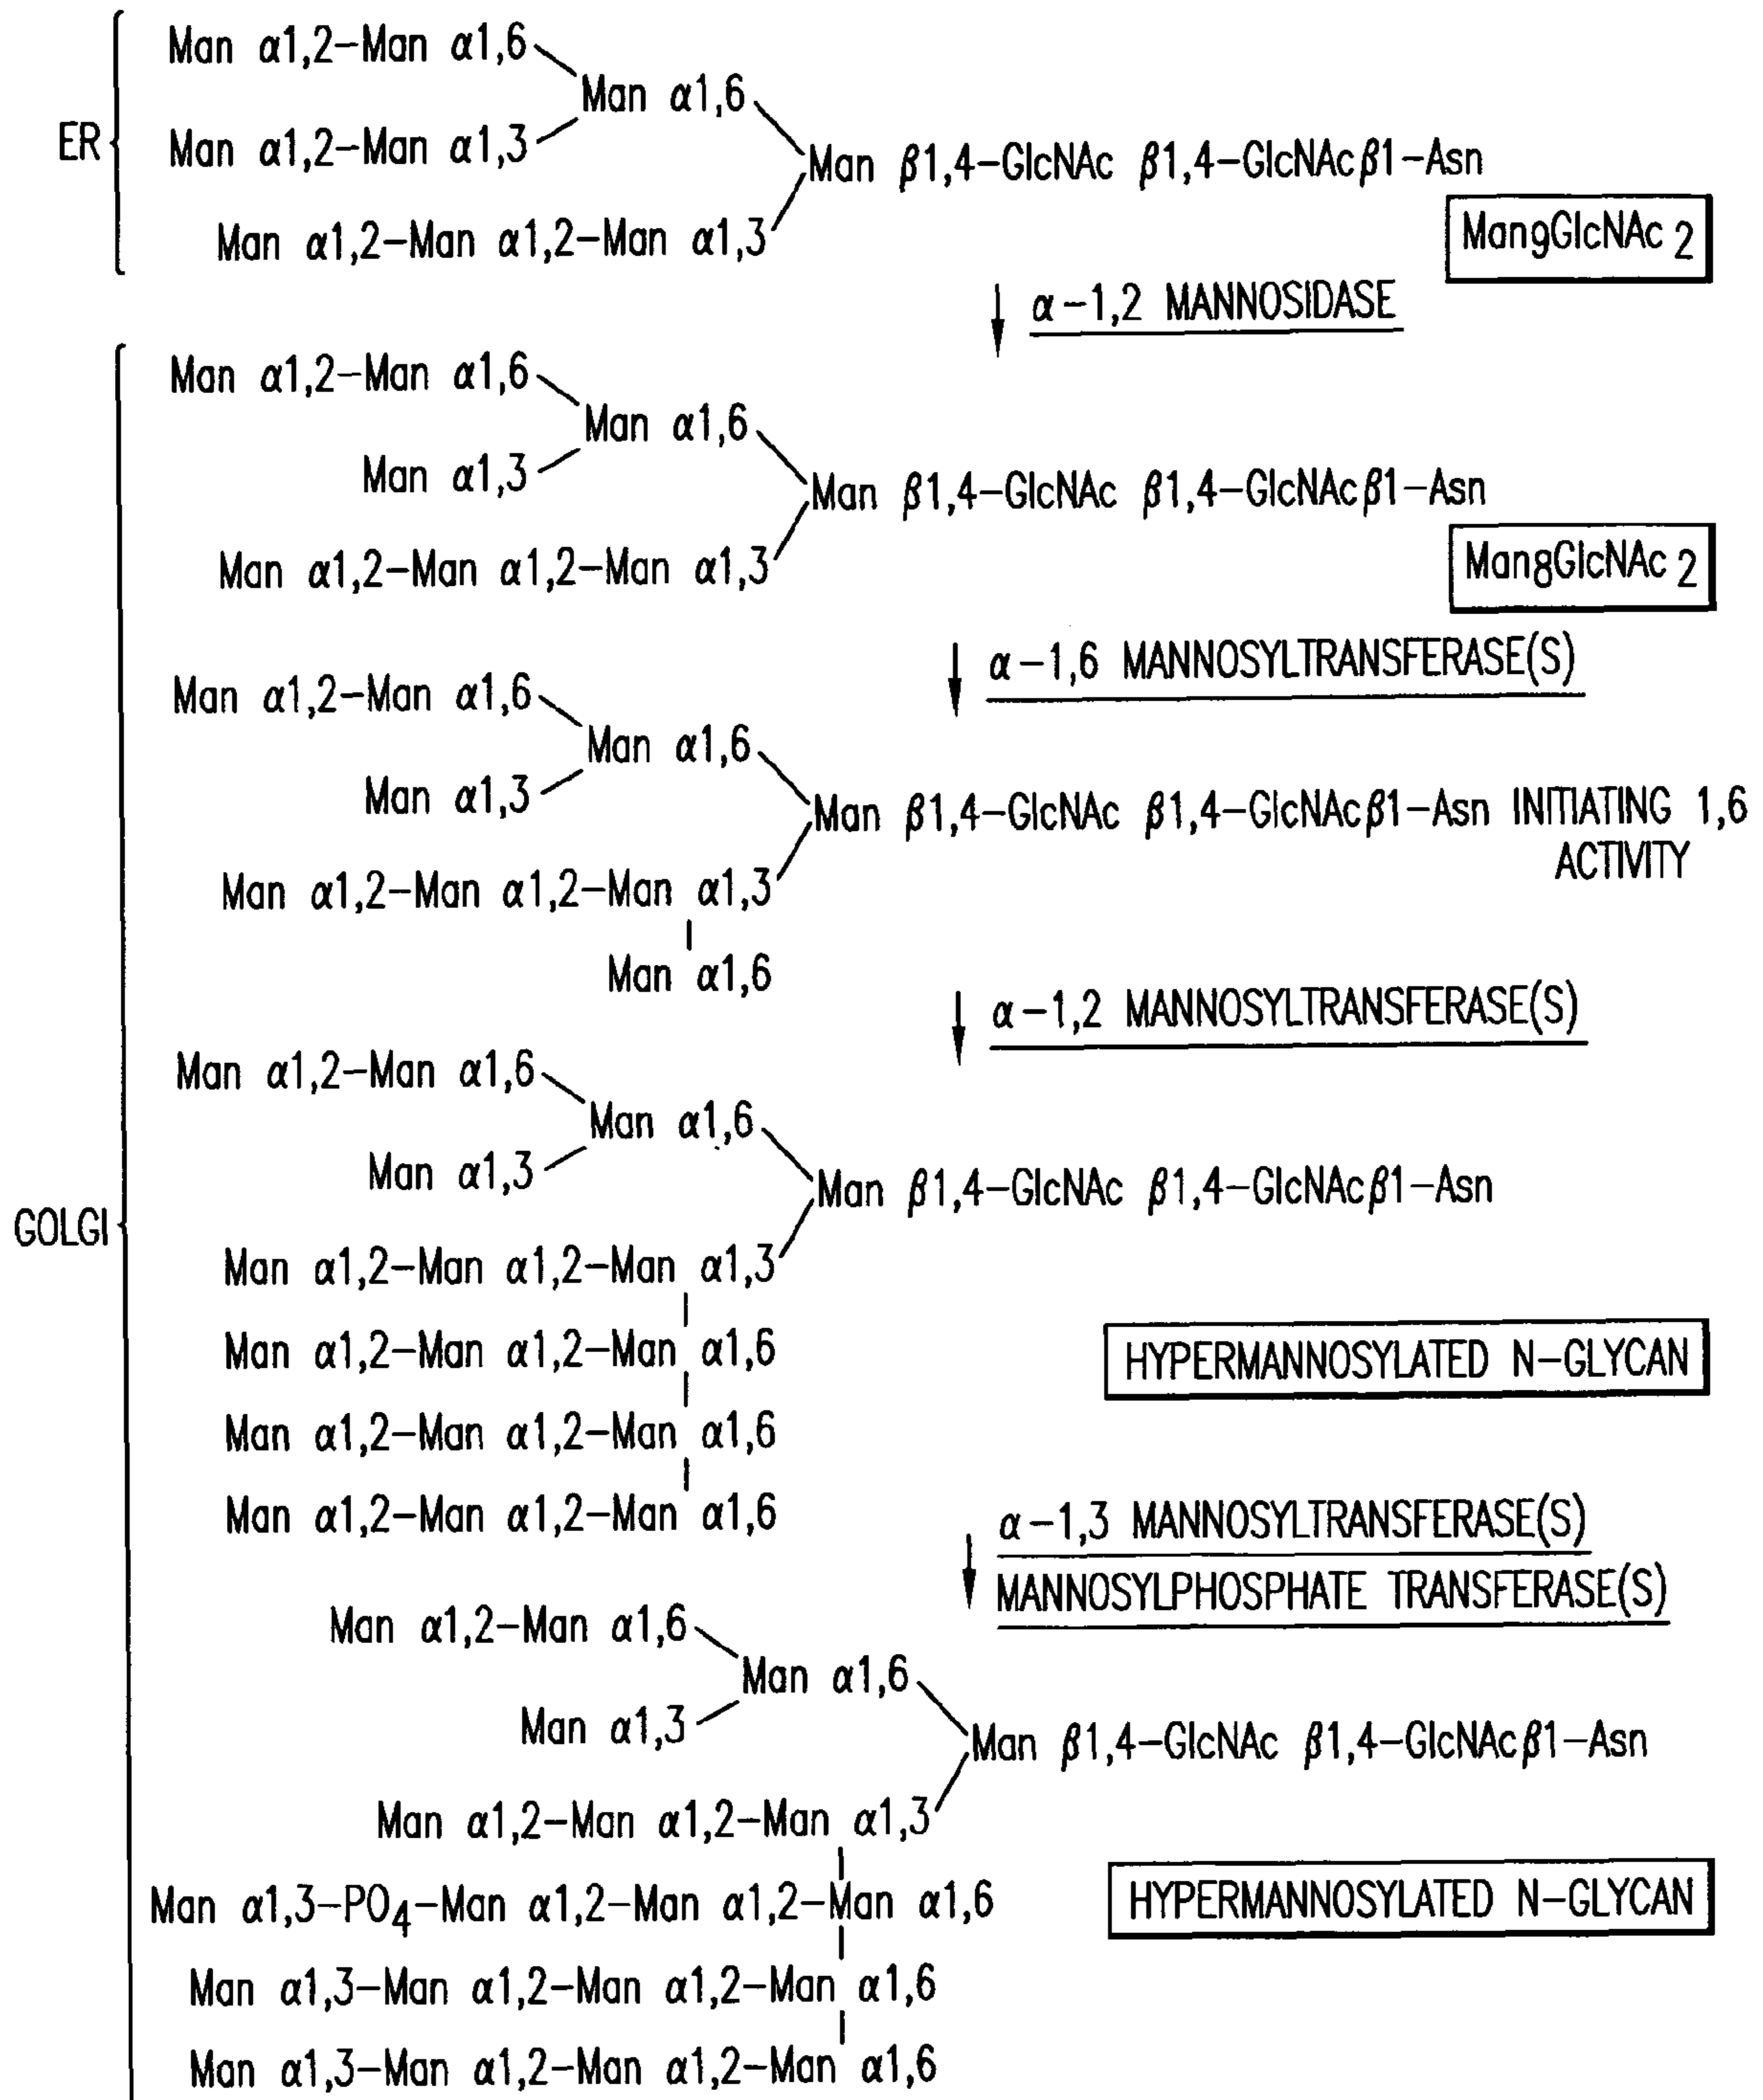 Man α1,2–Man α1,6
Man α1,6
ER
Man α1,2–Man α1,3
Man β1,4–GlcNAc β1,4–GlcNAcβ1–Asn
Man α1,2–Man α1,2–Man α1,3
Man9GlcNAc 2
α–1,2 MANNOSIDASE
Man α1,2–Man α1,6
Man α1,6
Man α1,3
Man β1,4–GlcNAc β1,4–GlcNAcβ1–Asn
Man α1,2–Man α1,2–Man α1,3
Man8GlcNAc 2
α–1,6 MANNOSYLTRANSFERASE(S)
Man α1,2–Man α1,6
Man α1,6
Man α1,3
Man β1,4–GlcNAc β1,4–GlcNAcβ1–Asn INITIATING 1,6
ACTIVITY
Man α1,2–Man α1,2–Man α1,3
Man α1,6
α–1,2 MANNOSYLTRANSFERASE(S)
Man α1,2–Man α1,6
Man α1,6
Man α1,3
Man β1,4–GlcNAc β1,4–GlcNAcβ1–Asn
GOLGI
Man α1,2–Man α1,2–Man α1,3
Man α1,2–Man α1,2–Man α1,6
HYPERMANNOSYLATED N–GLYCAN
Man α1,2–Man α1,2–Man α1,6
Man α1,2–Man α1,2–Man α1,6
α–1,3 MANNOSYLTRANSFERASE(S)
MANNOSYLPHOSPHATE TRANSFERASE(S)
Man α1,2–Man α1,6
Man α1,6
Man α1,3
Man β1,4–GlcNAc β1,4–GlcNAcβ1–Asn
Man α1,2–Man α1,2–Man α1,3
Man α1,3–PO4–Man α1,2–Man α1,2–Man α1,6
HYPERMANNOSYLATED N–GLYCAN
Man α1,3–Man α1,2–Man α1,2–Man α1,6
Man α1,3–Man α1,2–Man α1,2–Man α1,6